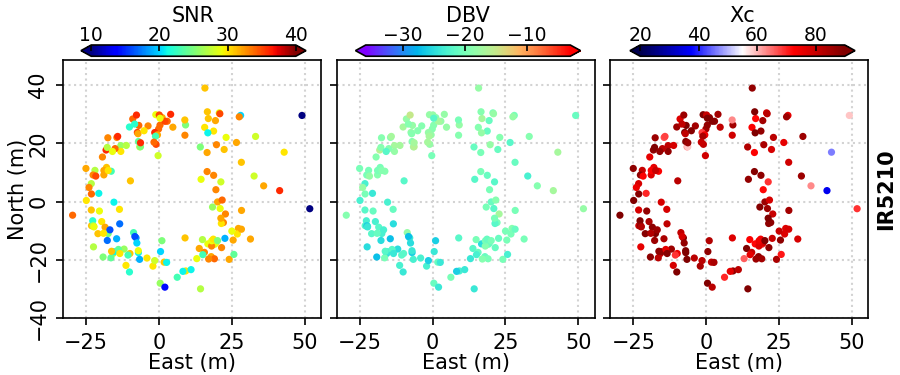 SNR DBV Xc
10 20 30 40 −30 −20 −10 20 40 60 80
North (m)
40
20
0
−20
−40
−25 0 25 50 −25 0 25 50 −25 0 25 50
East (m) East (m) East (m)
IR5210